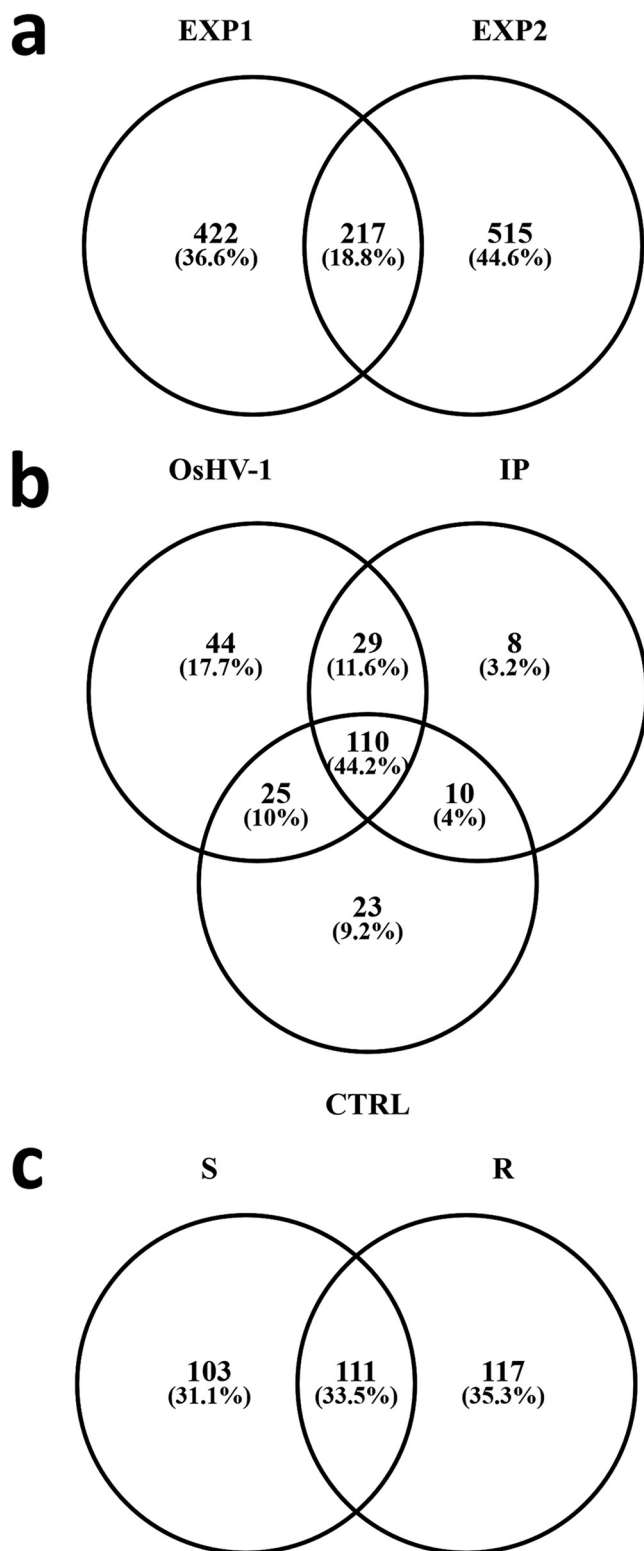 a
EXP1 EXP2
422 217 515
(36.6%) (18.8%) (44.6%)
b
OsHV-1 IP
44 29 8
(17.7%) (11.6%) (3.2%)
110
(44.2%)
25 10
(10%) (4%)
23
(9.2%)
CTRL
c
S R
103 111 117
(31.1%) (33.5%) (35.3%)